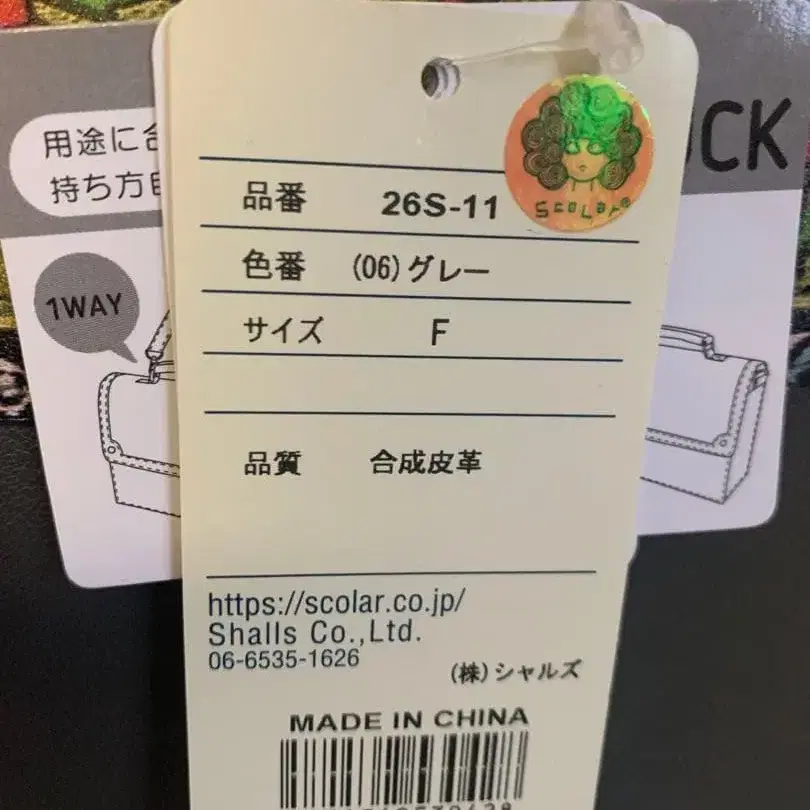 用途に合
持ち方
UCK
1WAY
ScoLar®
品番 26S-11
色番 (06)グレー
サイズ F
品質 合成皮革
https://scolar.co.jp/
Shalls Co.,Ltd.
06-6535-1626
(株)シャルズ
MADE IN CHINA